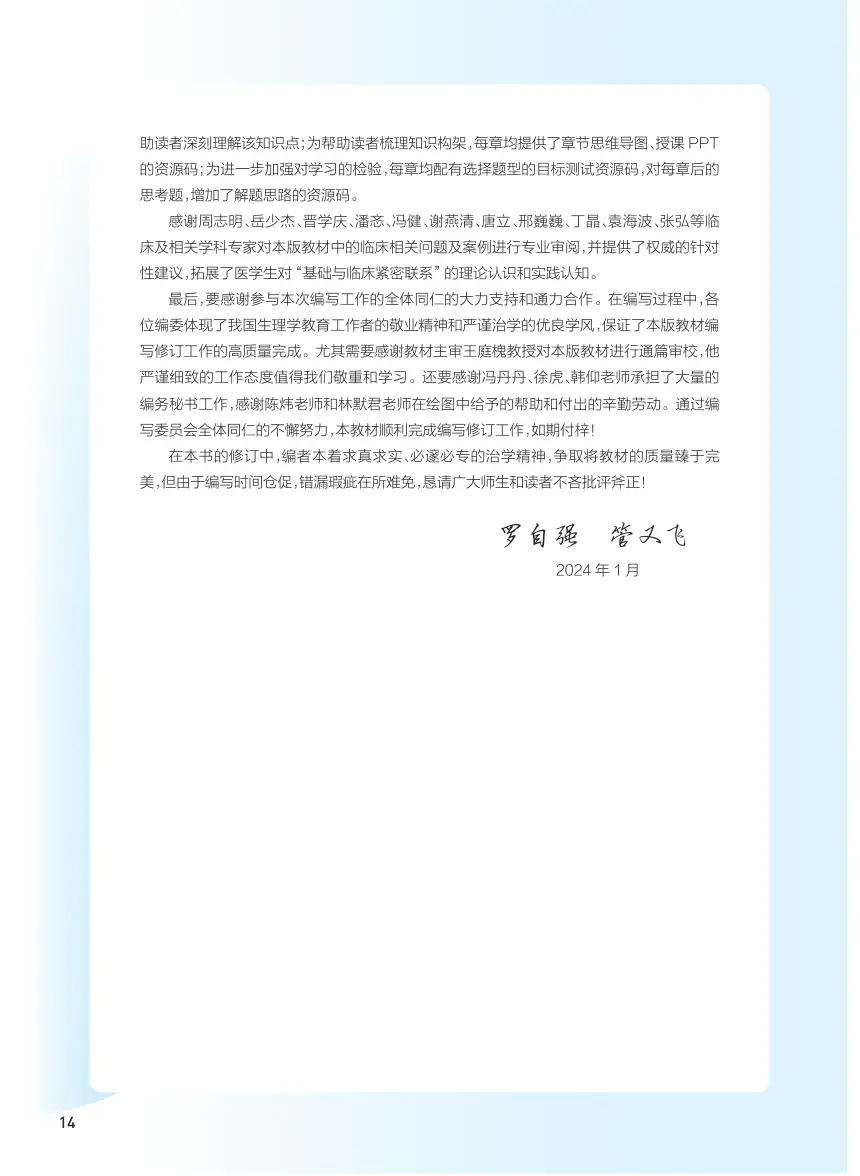 助读者深刻理解该知识点；为帮助读者梳理知识构架，每章均提供了章节思维导图、授课 PPT
的资源码；为进一步加强对学习的检验，每章均配有选择题型的目标测试资源码，对每章后的
思考题，增加了解题思路的资源码。
感谢周志明、岳少杰、晋学庆、潘忞、冯健、谢燕清、唐立、邢巍巍、丁晶、袁海波、张弘等临
床及相关学科专家对本版教材中的临床相关问题及案例进行专业审阅，并提供了权威的针对
性建议，拓展了医学生对“基础与临床紧密联系”的理论认识和实践认知。
最后，要感谢参与本次编写工作的全体同仁的大力支持和通力合作。在编写过程中，各
位编委体现了我国生理学教育工作者的敬业精神和严谨治学的优良学风，保证了本版教材编
写修订工作的高质量完成。尤其需要感谢教材主审王庭槐教授对本版教材进行通篇审校，他
严谨细致的工作态度值得我们敬重和学习。还要感谢冯丹丹、徐虎、韩仰老师承担了大量的
编务秘书工作，感谢陈炜老师和林默君老师在绘图中给予的帮助和付出的辛勤劳动。通过编
写委员会全体同仁的不懈努力，本教材顺利完成编写修订工作，如期付梓！
在本书的修订中，编者本着求真求实、必邃必专的治学精神，争取将教材的质量臻于完
美，但由于编写时间仓促，错漏瑕疵在所难免，恳请广大师生和读者不吝批评斧正！
罗自强 管又飞
2024 年 1 月
14